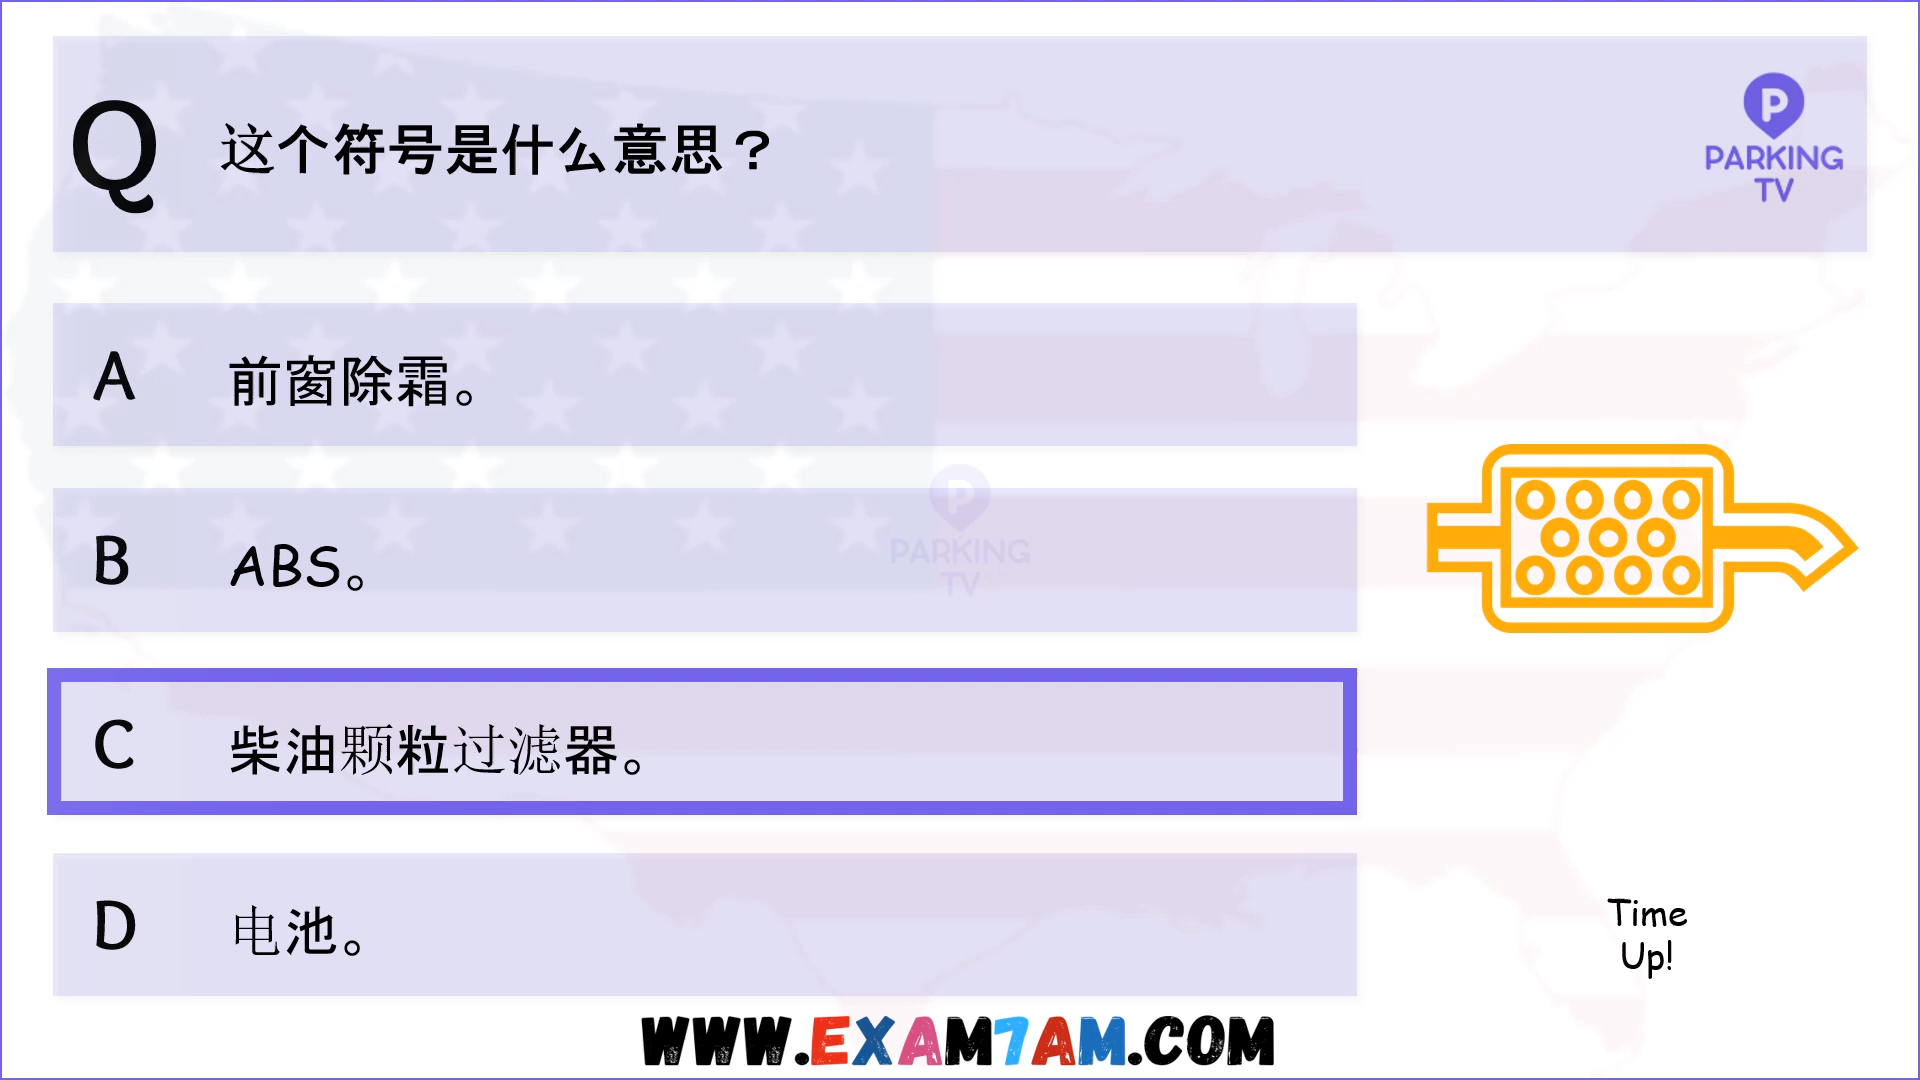 Q 这个符号是什么意思？
P
PARKING
TV
A 前窗除霜。
B ABS。
P
PARKING
TV
C 柴油颗粒过滤器。
D 电池。
Time
Up!
WWW.EXAM7AM.COM